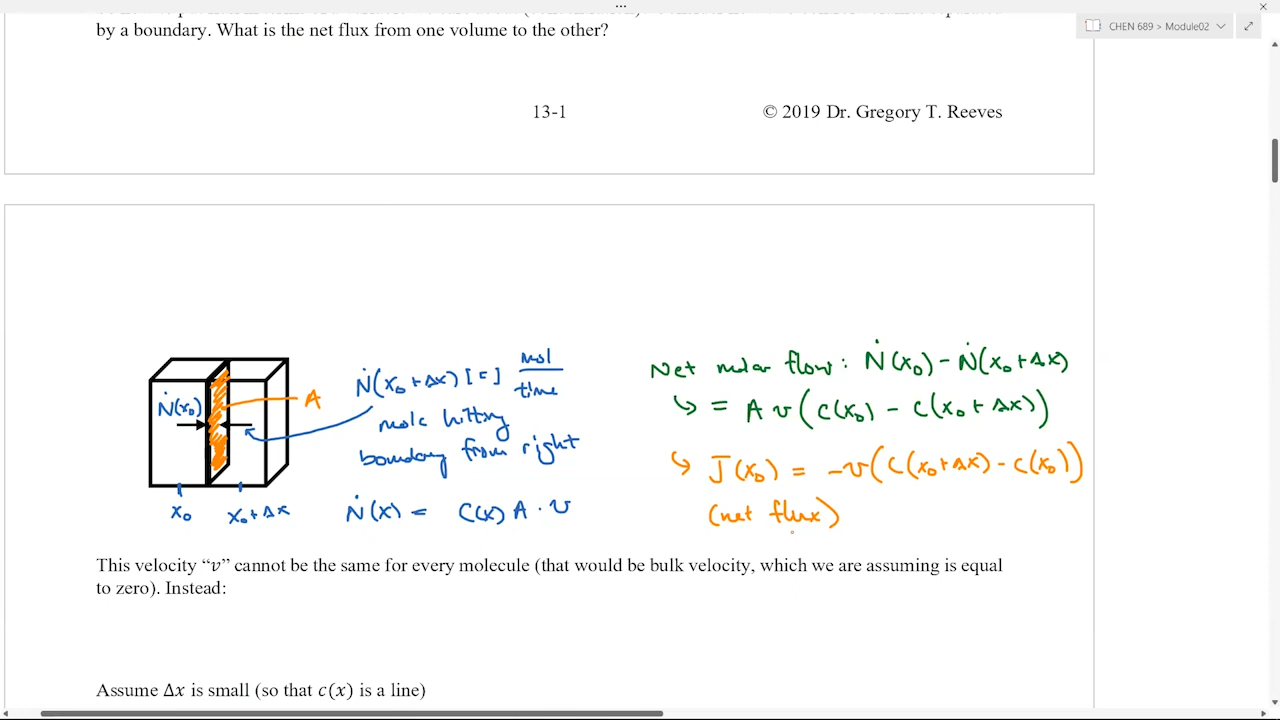 ...
CHEN 689 > Module02
by a boundary. What is the net flux from one volume to the other?
13-1
© 2019 Dr. Gregory T. Reeves
Ṅ(x₀)
A
x₀
x₀+Δx
Ṅ(x₀+Δx) [=] mol/time
mole hitting
boundary from right
Ṅ(x) = C(x) A · v
Net molar flow: Ṅ(x₀) - Ṅ(x₀+Δx)
↳ = A v (C(x₀) - C(x₀+Δx))
↳ J(x₀) = -v(C(x₀+Δx) - C(x₀))
(net flux)
This velocity “v” cannot be the same for every molecule (that would be bulk velocity, which we are assuming is equal
to zero). Instead:
Assume Δx is small (so that c(x) is a line)